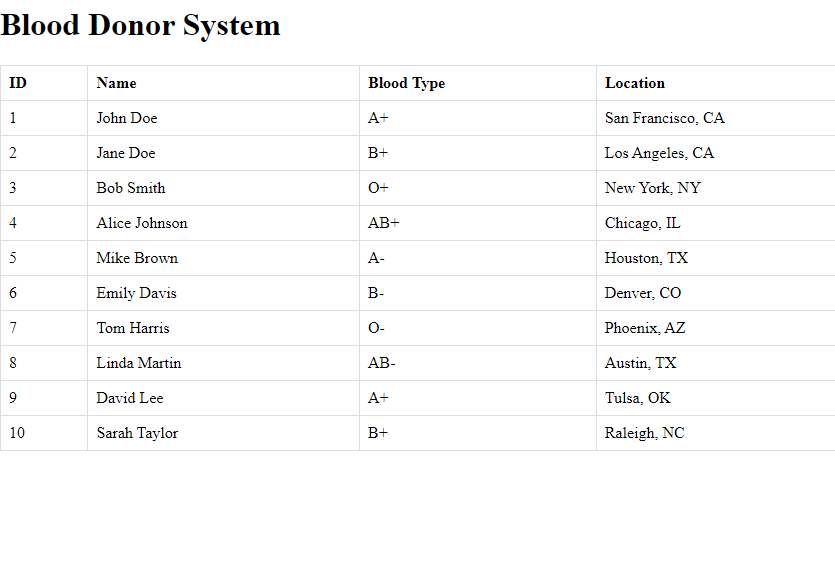 Blood Donor System
ID Name Blood Type Location
1 John Doe A+ San Francisco, CA
2 Jane Doe B+ Los Angeles, CA
3 Bob Smith O+ New York, NY
4 Alice Johnson AB+ Chicago, IL
5 Mike Brown A- Houston, TX
6 Emily Davis B- Denver, CO
7 Tom Harris O- Phoenix, AZ
8 Linda Martin AB- Austin, TX
9 David Lee A+ Tulsa, OK
10 Sarah Taylor B+ Raleigh, NC